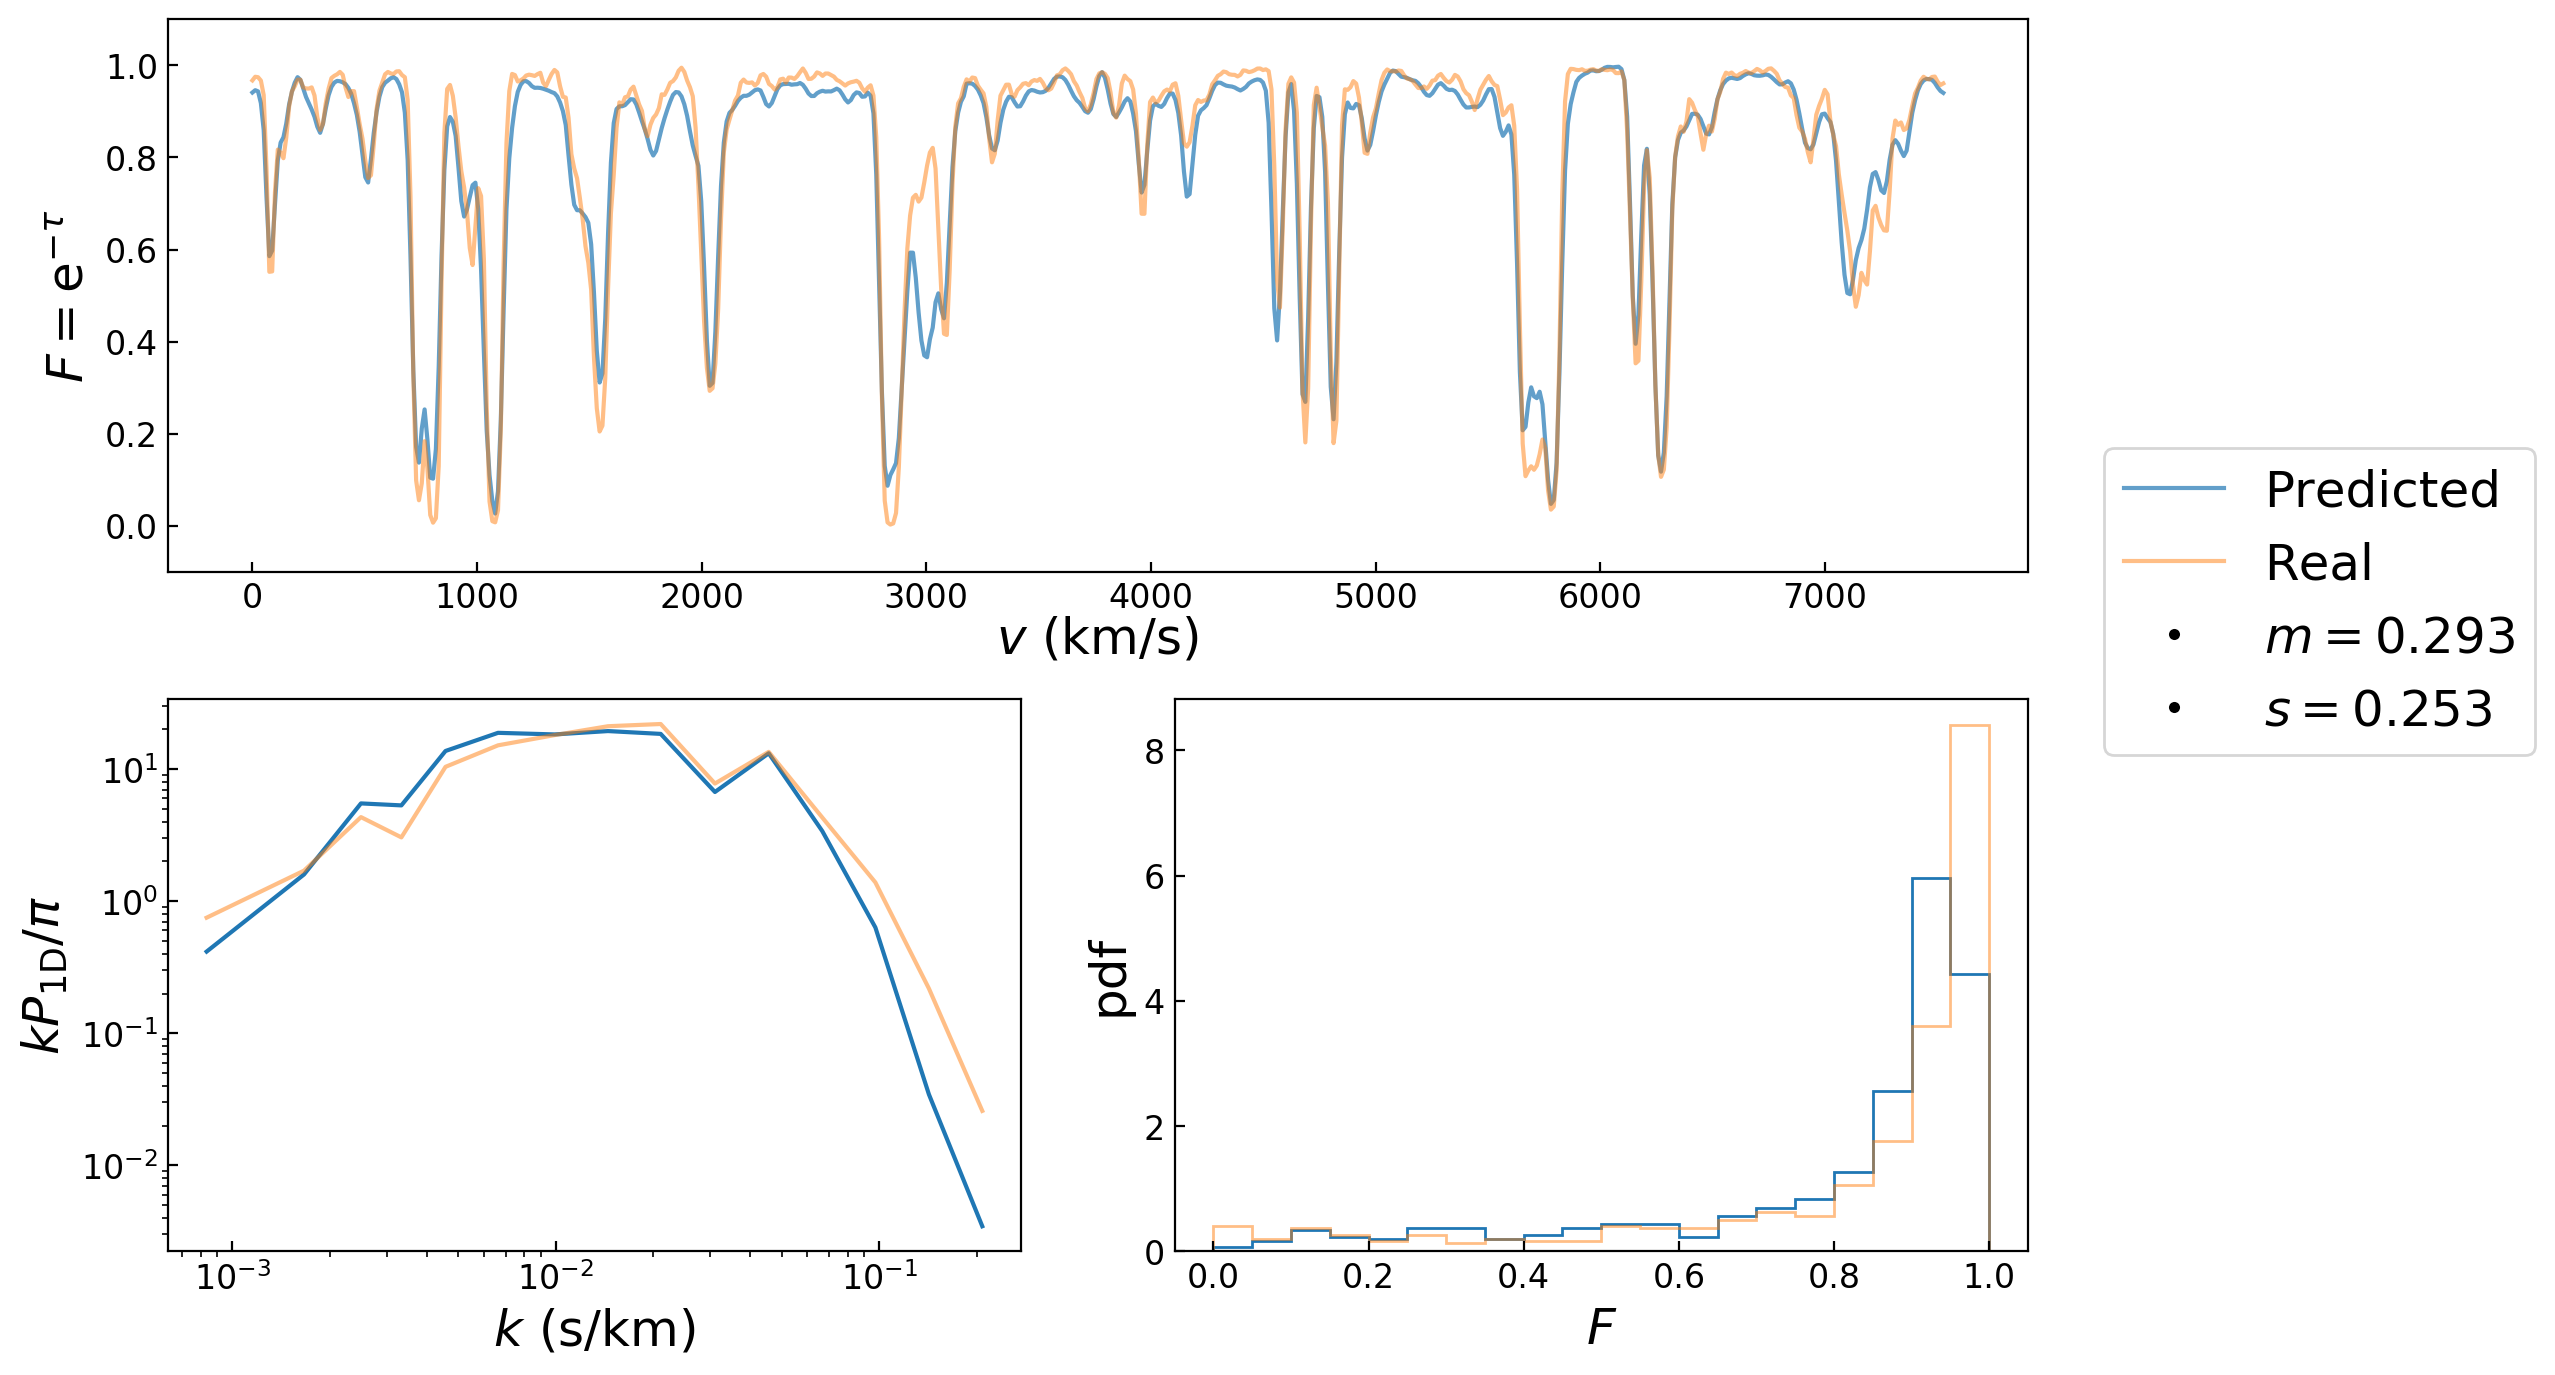 F = e^{−τ}
1.0
0.8
0.6
0.4
0.2
0.0
0 1000 2000 3000 4000 5000 6000 7000
v (km/s)
Predicted
Real
m = 0.293
s = 0.253
kP_{1D}/π
10^1
10^0
10^{−1}
10^{−2}
10^{−3} 10^{−2} 10^{−1}
k (s/km)
pdf
8
6
4
2
0
0.0 0.2 0.4 0.6 0.8 1.0
F